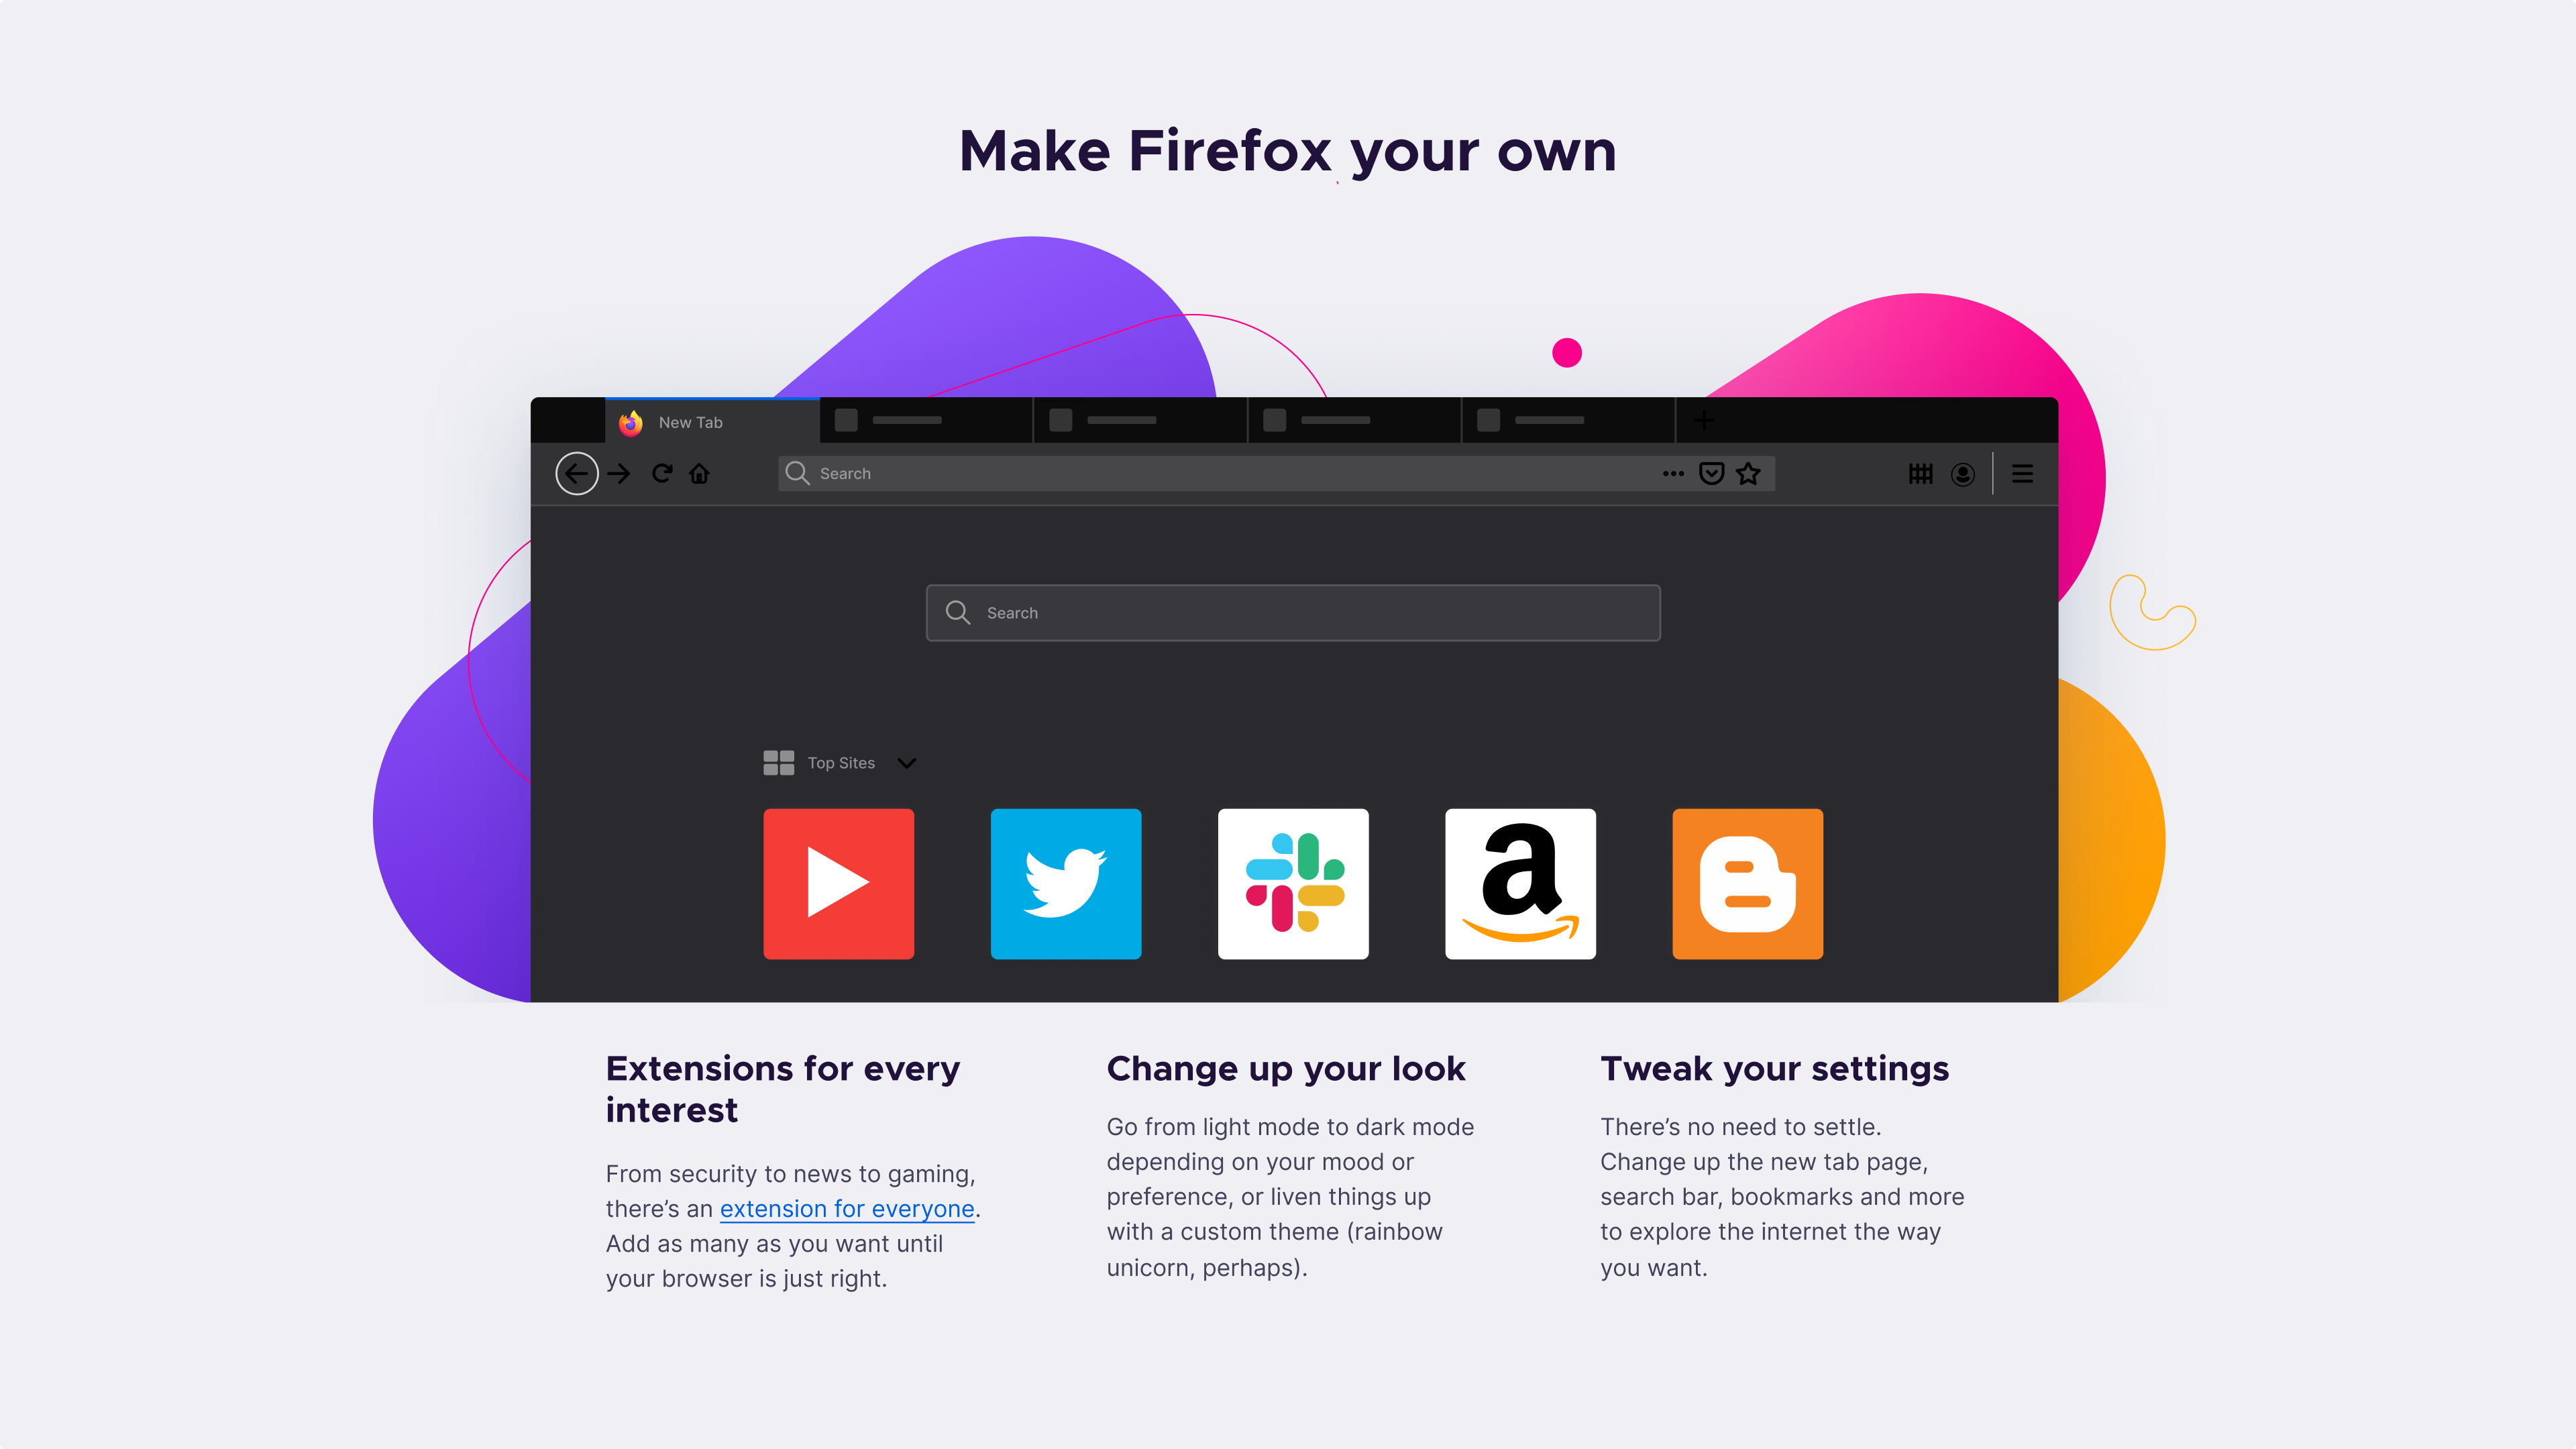 Make Firefox your own
New Tab
Search
Search
Top Sites
a
Extensions for every
interest
From security to news to gaming,
there’s an extension for everyone.
Add as many as you want until
your browser is just right.
Change up your look
Go from light mode to dark mode
depending on your mood or
preference, or liven things up
with a custom theme (rainbow
unicorn, perhaps).
Tweak your settings
There’s no need to settle.
Change up the new tab page,
search bar, bookmarks and more
to explore the internet the way
you want.